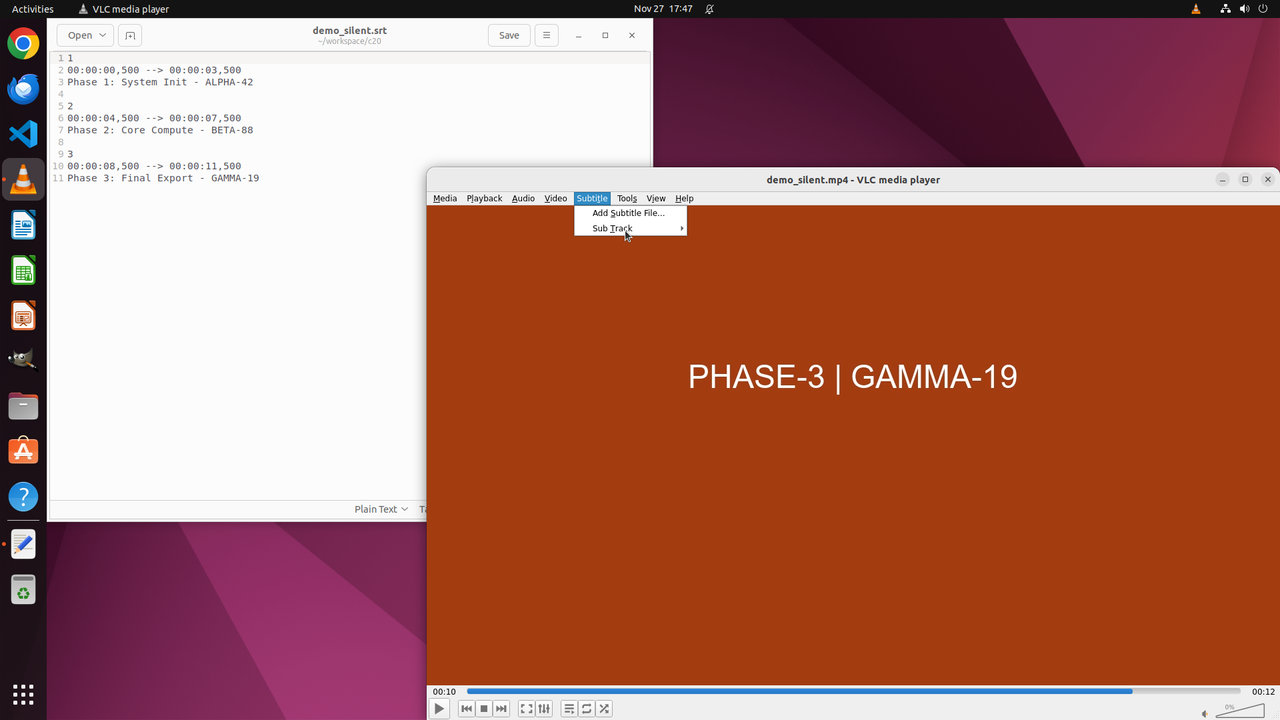 Activities
VLC media player
Nov 27 17:47
Open
demo_silent.srt
~/workspace/c20
Save
1 1
2 00:00:00,500 --> 00:00:03,500
3 Phase 1: System Init - ALPHA-42
4
5 2
6 00:00:04,500 --> 00:00:07,500
7 Phase 2: Core Compute - BETA-88
8
9 3
10 00:00:08,500 --> 00:00:11,500
11 Phase 3: Final Export - GAMMA-19
Plain Text
Ta
demo_silent.mp4 - VLC media player
Media Playback Audio Video Subtitle Tools View Help
Add Subtitle File...
Sub Track
PHASE-3 | GAMMA-19
00:10
00:12
0%